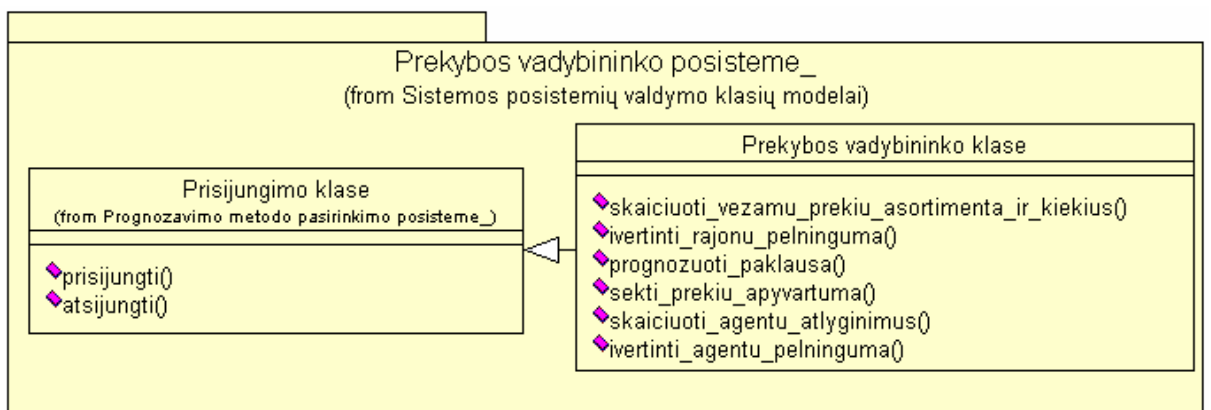 Prekybos vadybininko posisteme_
(from Sistemos posistemių valdymo klasių modelai)
Prisijungimo klase
(from Prognozavimo metodo pasirinkimo posisteme_)
prisijungti()
atsijungti()
Prekybos vadybininko klase
skaiciuoti_vezamu_prekiu_asortimenta_ir_kiekius()
ivertinti_rajonu_pelninguma()
prognozuoti_paklausa()
sekti_prekiu_apyvartuma()
skaiciuoti_agentu_atlyginimus()
ivertinti_agentu_pelninguma()